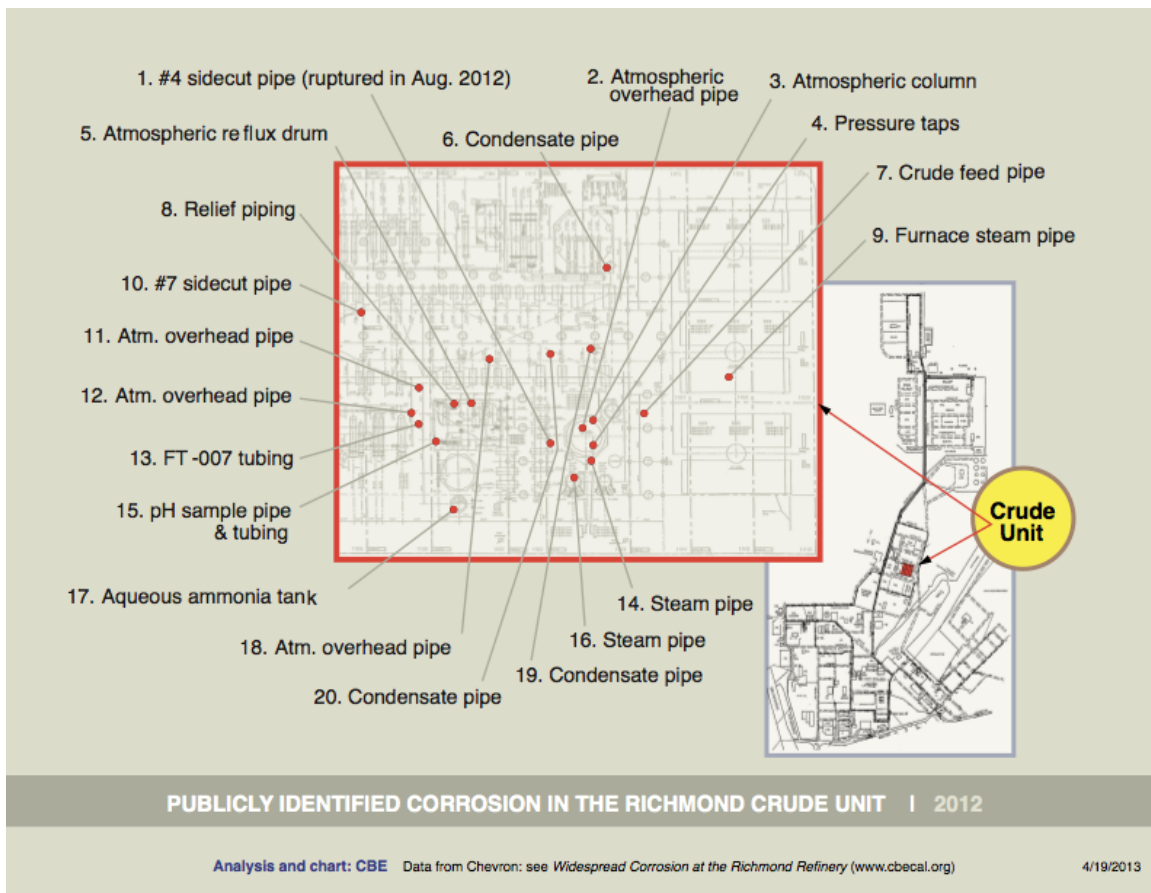 1. #4 sidecut pipe (ruptured in Aug. 2012)
2. Atmospheric
overhead pipe
3. Atmospheric column
4. Pressure taps
5. Atmospheric reflux drum
6. Condensate pipe
7. Crude feed pipe
8. Relief piping
9. Furnace steam pipe
10. #7 sidecut pipe
11. Atm. overhead pipe
12. Atm. overhead pipe
13. FT -007 tubing
15. pH sample pipe
& tubing
17. Aqueous ammonia tank
14. Steam pipe
18. Atm. overhead pipe
16. Steam pipe
19. Condensate pipe
20. Condensate pipe
Crude
Unit
PUBLICLY IDENTIFIED CORROSION IN THE RICHMOND CRUDE UNIT | 2012
Analysis and chart: CBE Data from Chevron: see Widespread Corrosion at the Richmond Refinery (www.cbecal.org) 4/19/2013